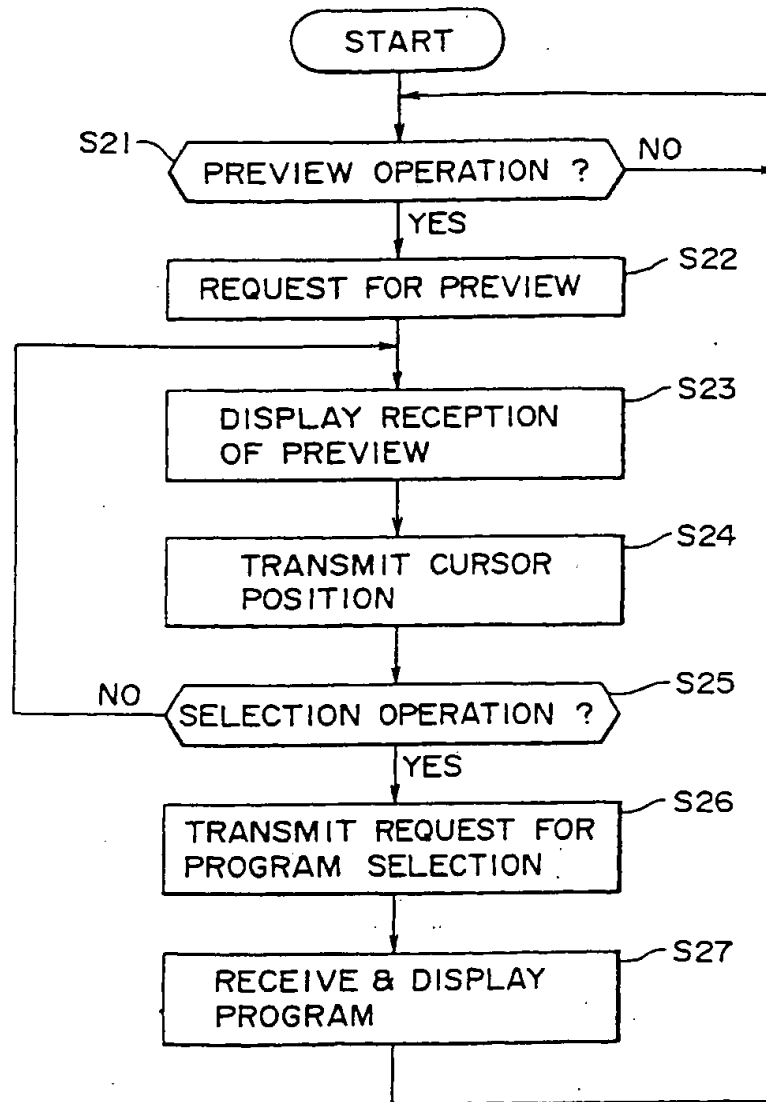 START
S21
PREVIEW OPERATION ?
NO
YES
S22
REQUEST FOR PREVIEW
S23
DISPLAY RECEPTION
OF PREVIEW
S24
TRANSMIT CURSOR
POSITION
S25
NO
SELECTION OPERATION ?
YES
S26
TRANSMIT REQUEST FOR
PROGRAM SELECTION
S27
RECEIVE & DISPLAY
PROGRAM